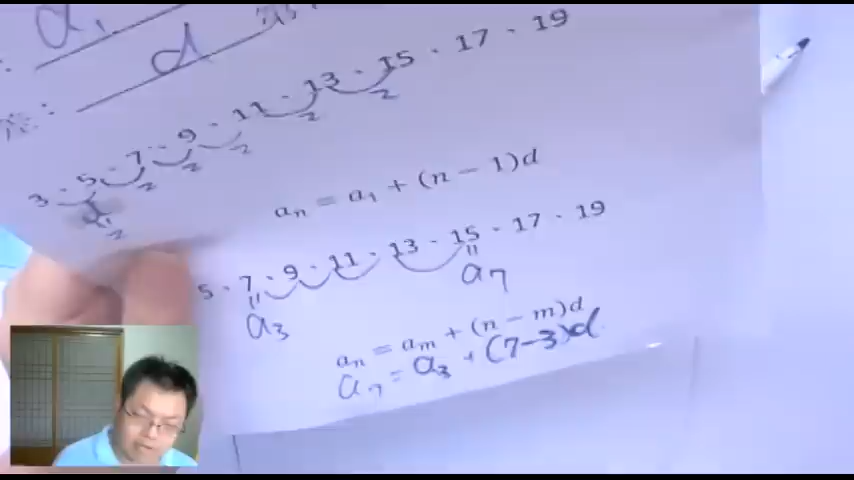 a₁
d
3 · 5 · 7 · 9 · 11 · 13 · 15 · 17 · 19
2 2 2 2 2
2
aₙ = a₁ + (n − 1)d
5 · 7 · 9 · 11 · 13 · 15 · 17 · 19
a₃ a₇
aₙ = aₘ + (n − m)d
a₇ = a₃ + (7−3)d